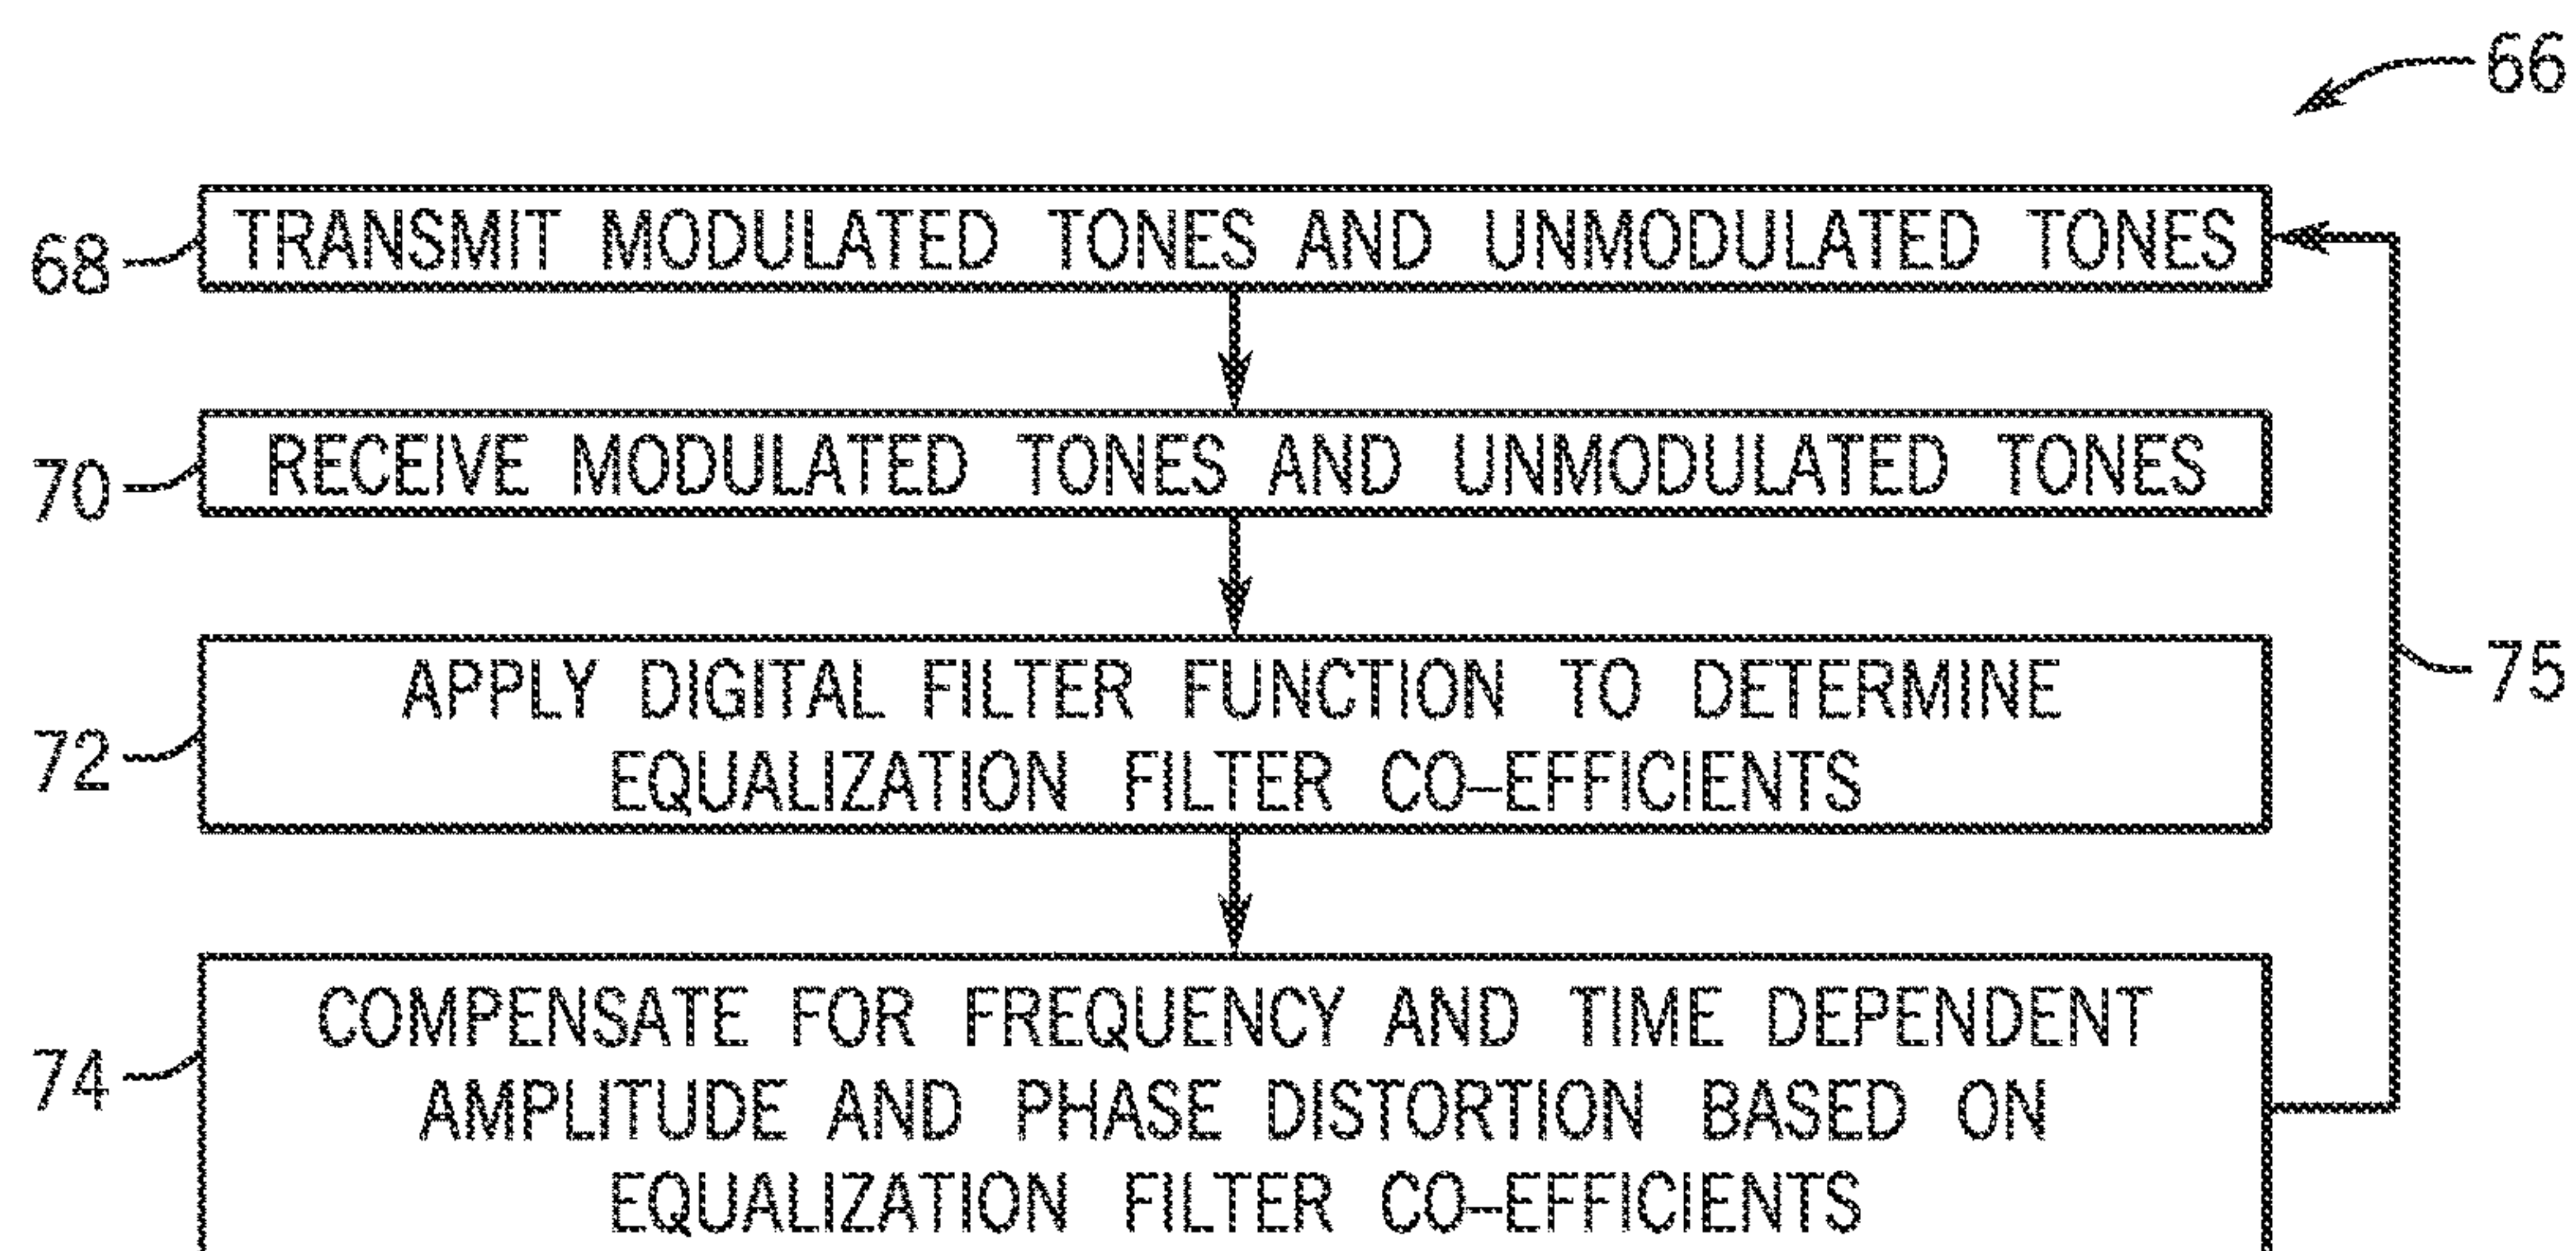 66
68
TRANSMIT MODULATED TONES AND UNMODULATED TONES
70
RECEIVE MODULATED TONES AND UNMODULATED TONES
72
APPLY DIGITAL FILTER FUNCTION TO DETERMINE
EQUALIZATION FILTER CO-EFFICIENTS
75
74
COMPENSATE FOR FREQUENCY AND TIME DEPENDENT
AMPLITUDE AND PHASE DISTORTION BASED ON
EQUALIZATION FILTER CO-EFFICIENTS